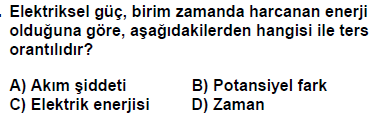 . Elektriksel güç, birim zamanda harcanan enerji
olduğuna göre, aşağıdakilerden hangisi ile ters
orantılıdır?
A) Akım şiddeti B) Potansiyel fark
C) Elektrik enerjisi D) Zaman